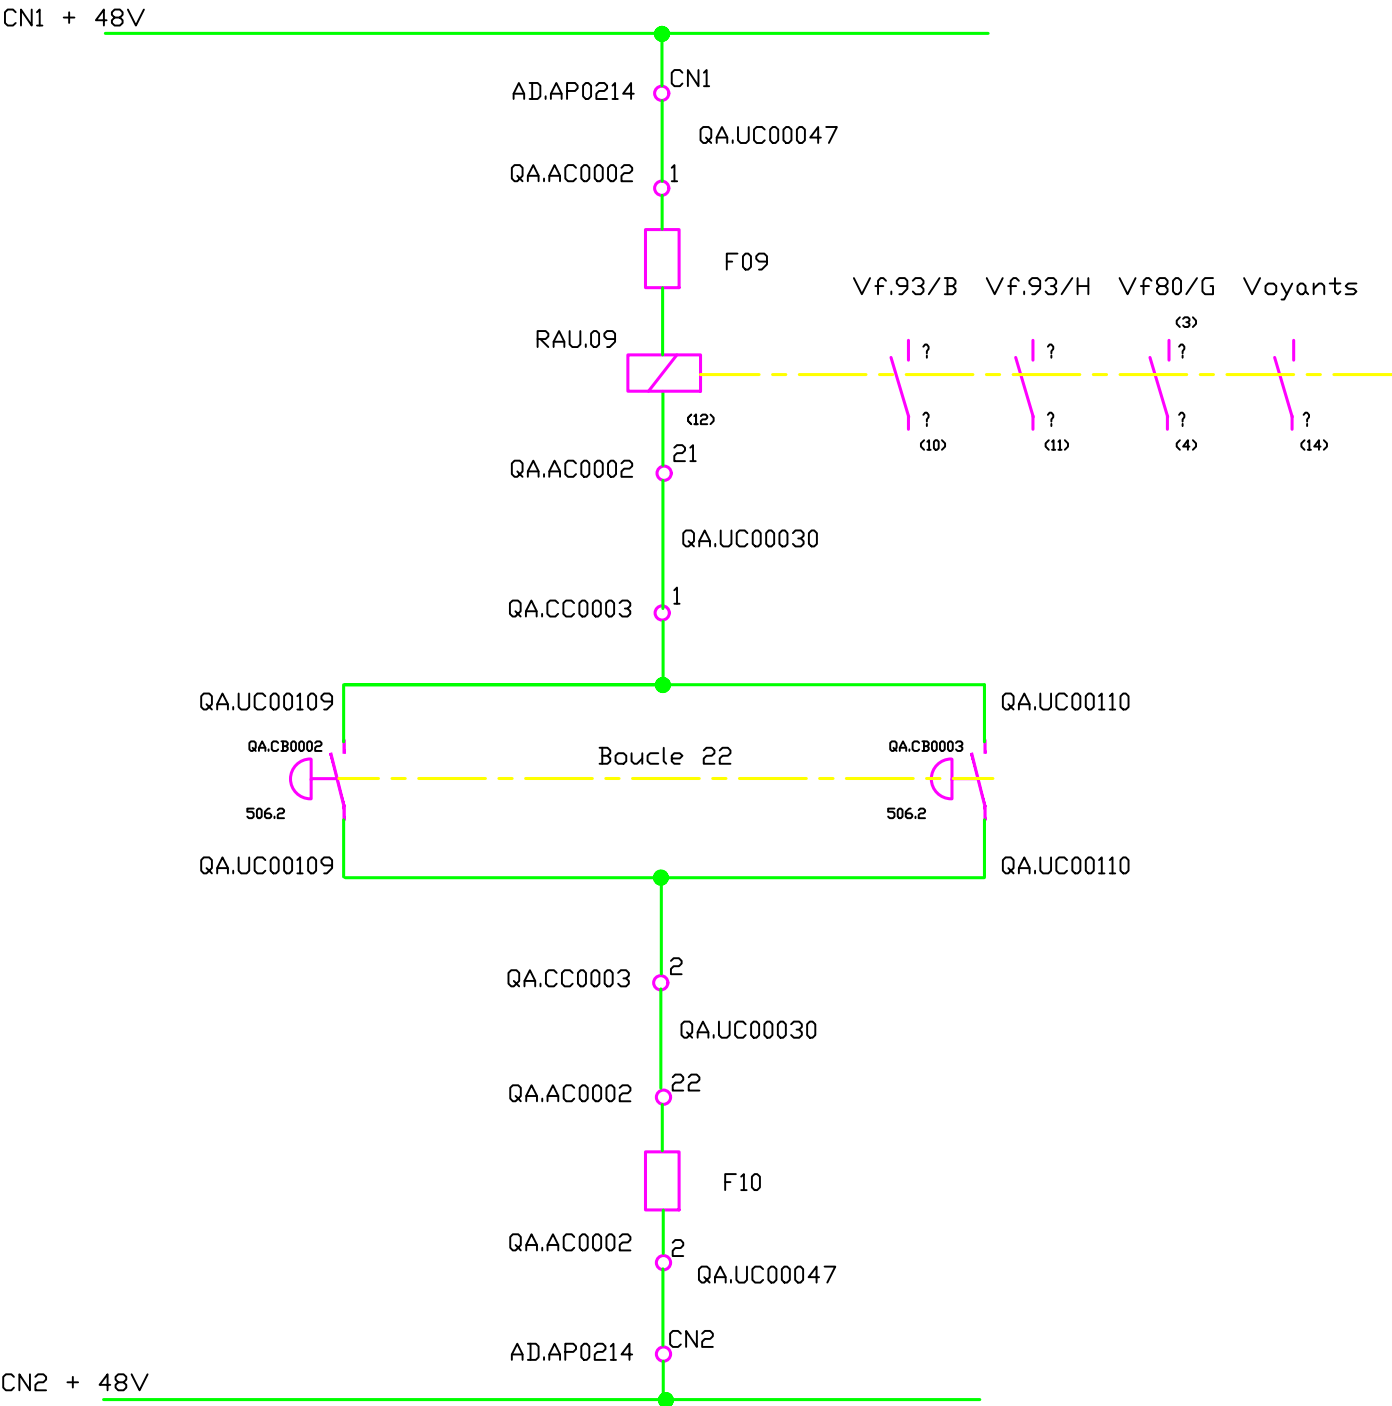 CN1 + 48V
CN1
AD.AP0214
QA.UC00047
QA.AC0002
1
F09
Vf.93/B
Vf.93/H
Vf80/G
Voyants
(3)
RAU.09
?
?
?
(12)
?
?
?
?
(10)
(11)
(4)
(14)
21
QA.AC0002
QA.UC00030
1
QA.CC0003
QA.UC00109
QA.UC00110
QA.CB0002
Boucle 22
QA.CB0003
506.2
506.2
QA.UC00109
QA.UC00110
2
QA.CC0003
QA.UC00030
22
QA.AC0002
F10
QA.AC0002
2
QA.UC00047
CN2
AD.AP0214
CN2 + 48V